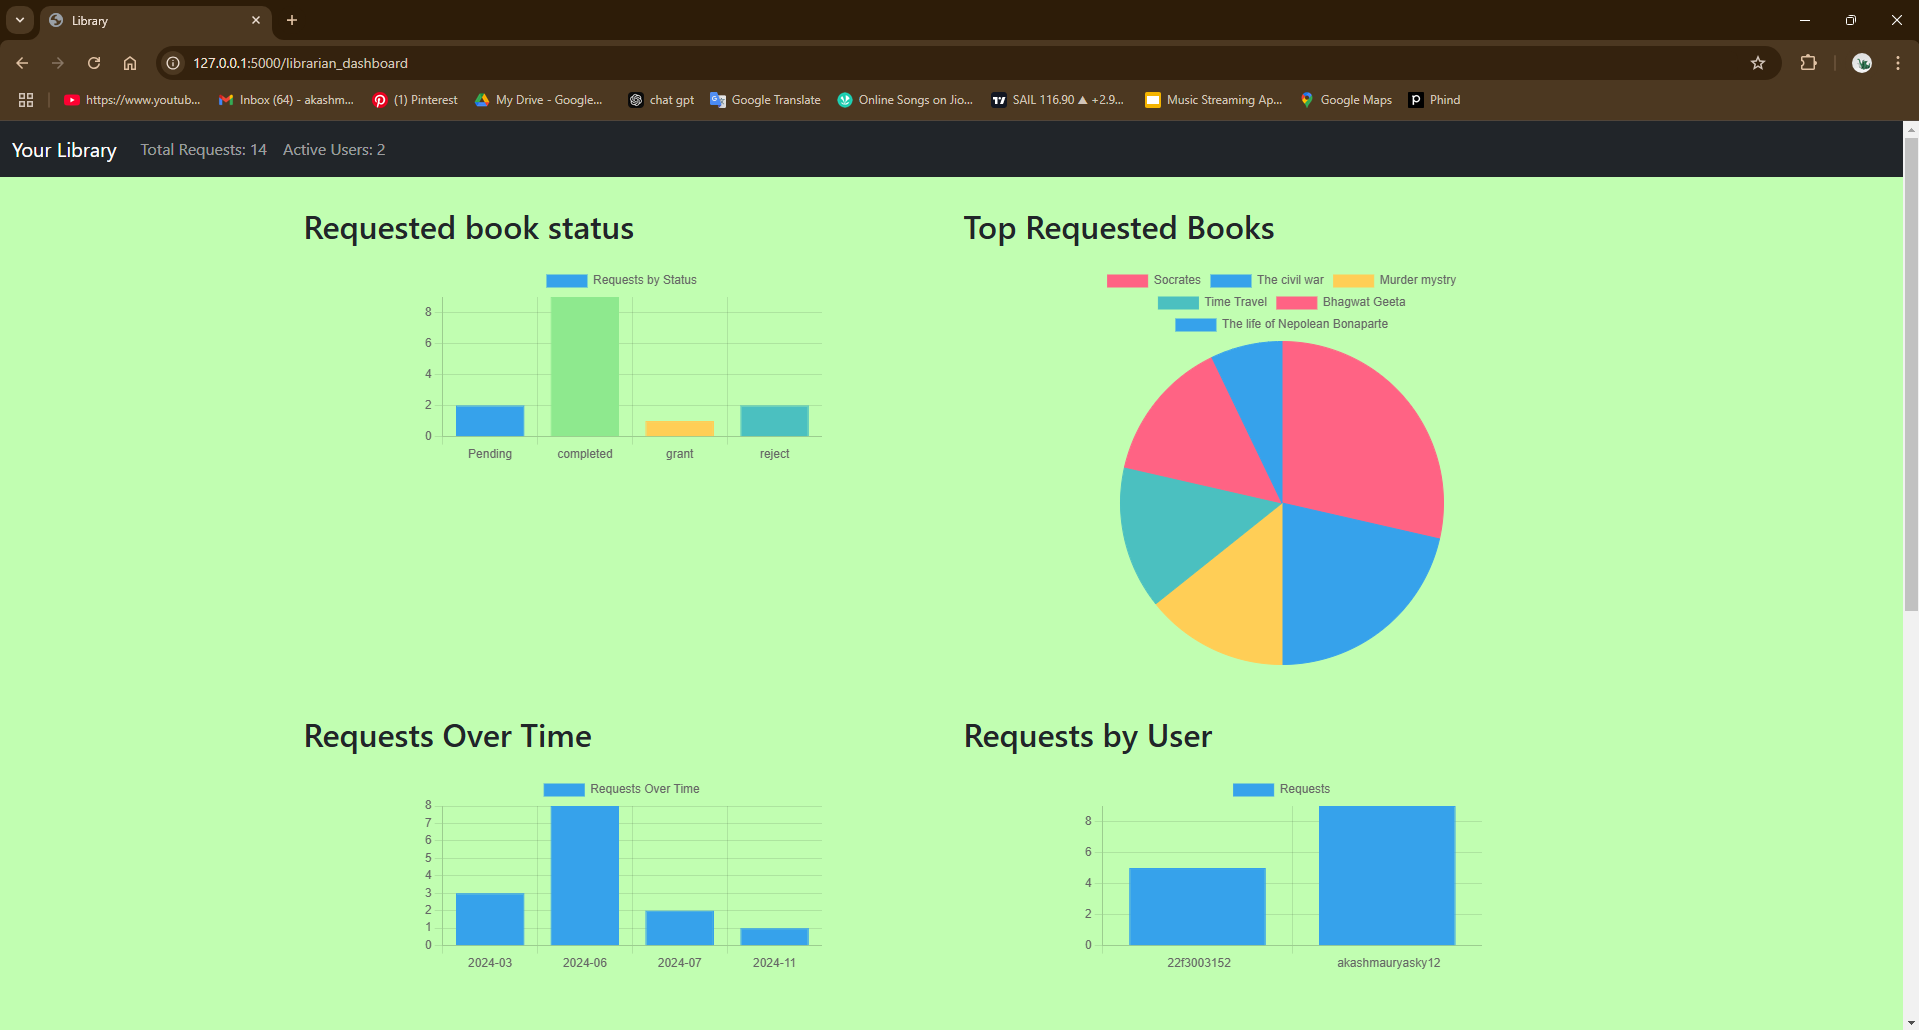 Library
127.0.0.1:5000/librarian_dashboard
https://www.youtub... Inbox (64) - akashm... (1) Pinterest My Drive - Google... chat gpt Google Translate Online Songs on Jio... SAIL 116.90 ▲ +2.9... Music Streaming Ap... Google Maps Phind
Your Library Total Requests: 14 Active Users: 2
Requested book status
Requests by Status
8
6
4
2
0
Pending completed grant reject
Top Requested Books
Socrates The civil war Murder mystry
Time Travel Bhagwat Geeta
The life of Nepolean Bonaparte
Requests Over Time
Requests Over Time
8
7
6
5
4
3
2
1
0
2024-03 2024-06 2024-07 2024-11
Requests by User
Requests
8
6
4
2
0
22f3003152 akashmauryasky12